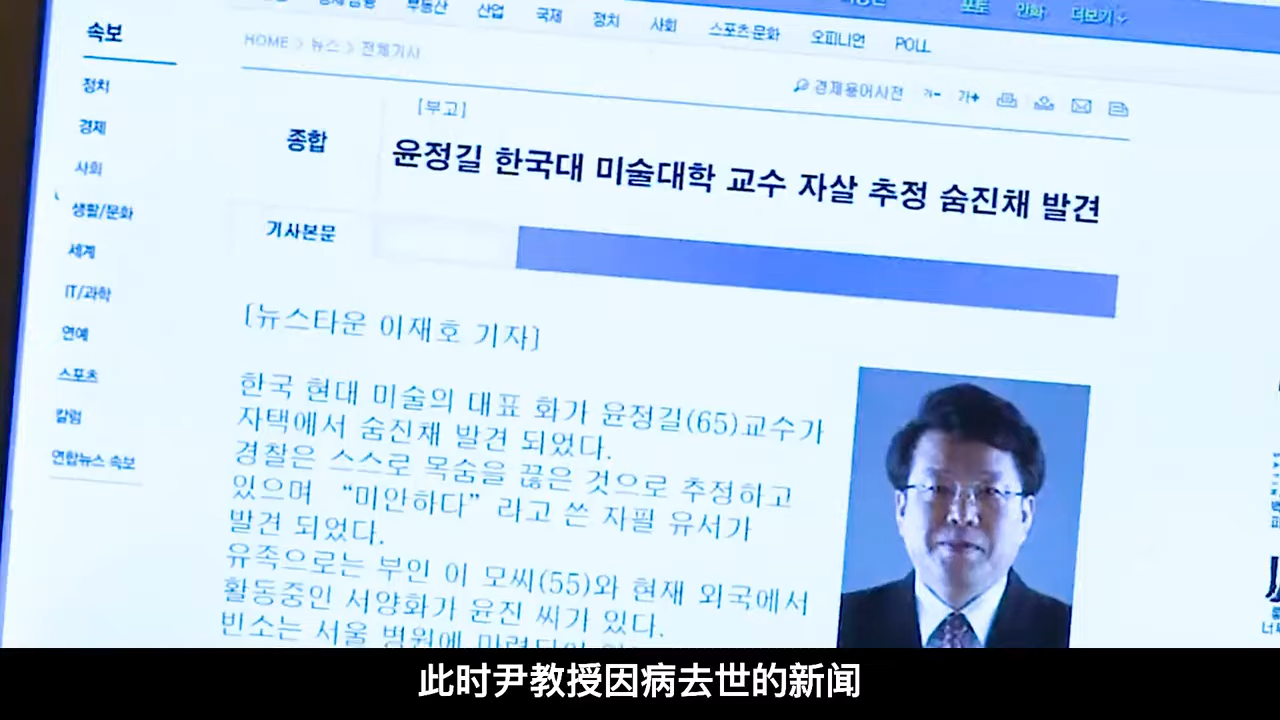 부동산 산업 국제 정치 사회 스포츠문화 오피니언 POLL
포토 만화 더보기
속보
HOME > 뉴스 > 전체기사
경제용어사전 가- 가+
정치
경제
사회
생활/문화
세계
IT/과학
연예
스포츠
칼럼
연합뉴스 속보
[부고]
종합
윤정길 한국대 미술대학 교수 자살 추정 숨진채 발견
기사본문
[뉴스타운 이재호 기자]
한국 현대 미술의 대표 화가 윤정길(65)교수가
자택에서 숨진채 발견 되었다.
경찰은 스스로 목숨을 끊은 것으로 추정하고
있으며 “미안하다”라고 쓴 자필 유서가
발견 되었다.
유족으로는 부인 이 모씨(55)와 현재 외국에서
활동중인 서양화가 윤진 씨가 있다.
빈소는 서울 병원에
此时尹教授因病去世的新闻